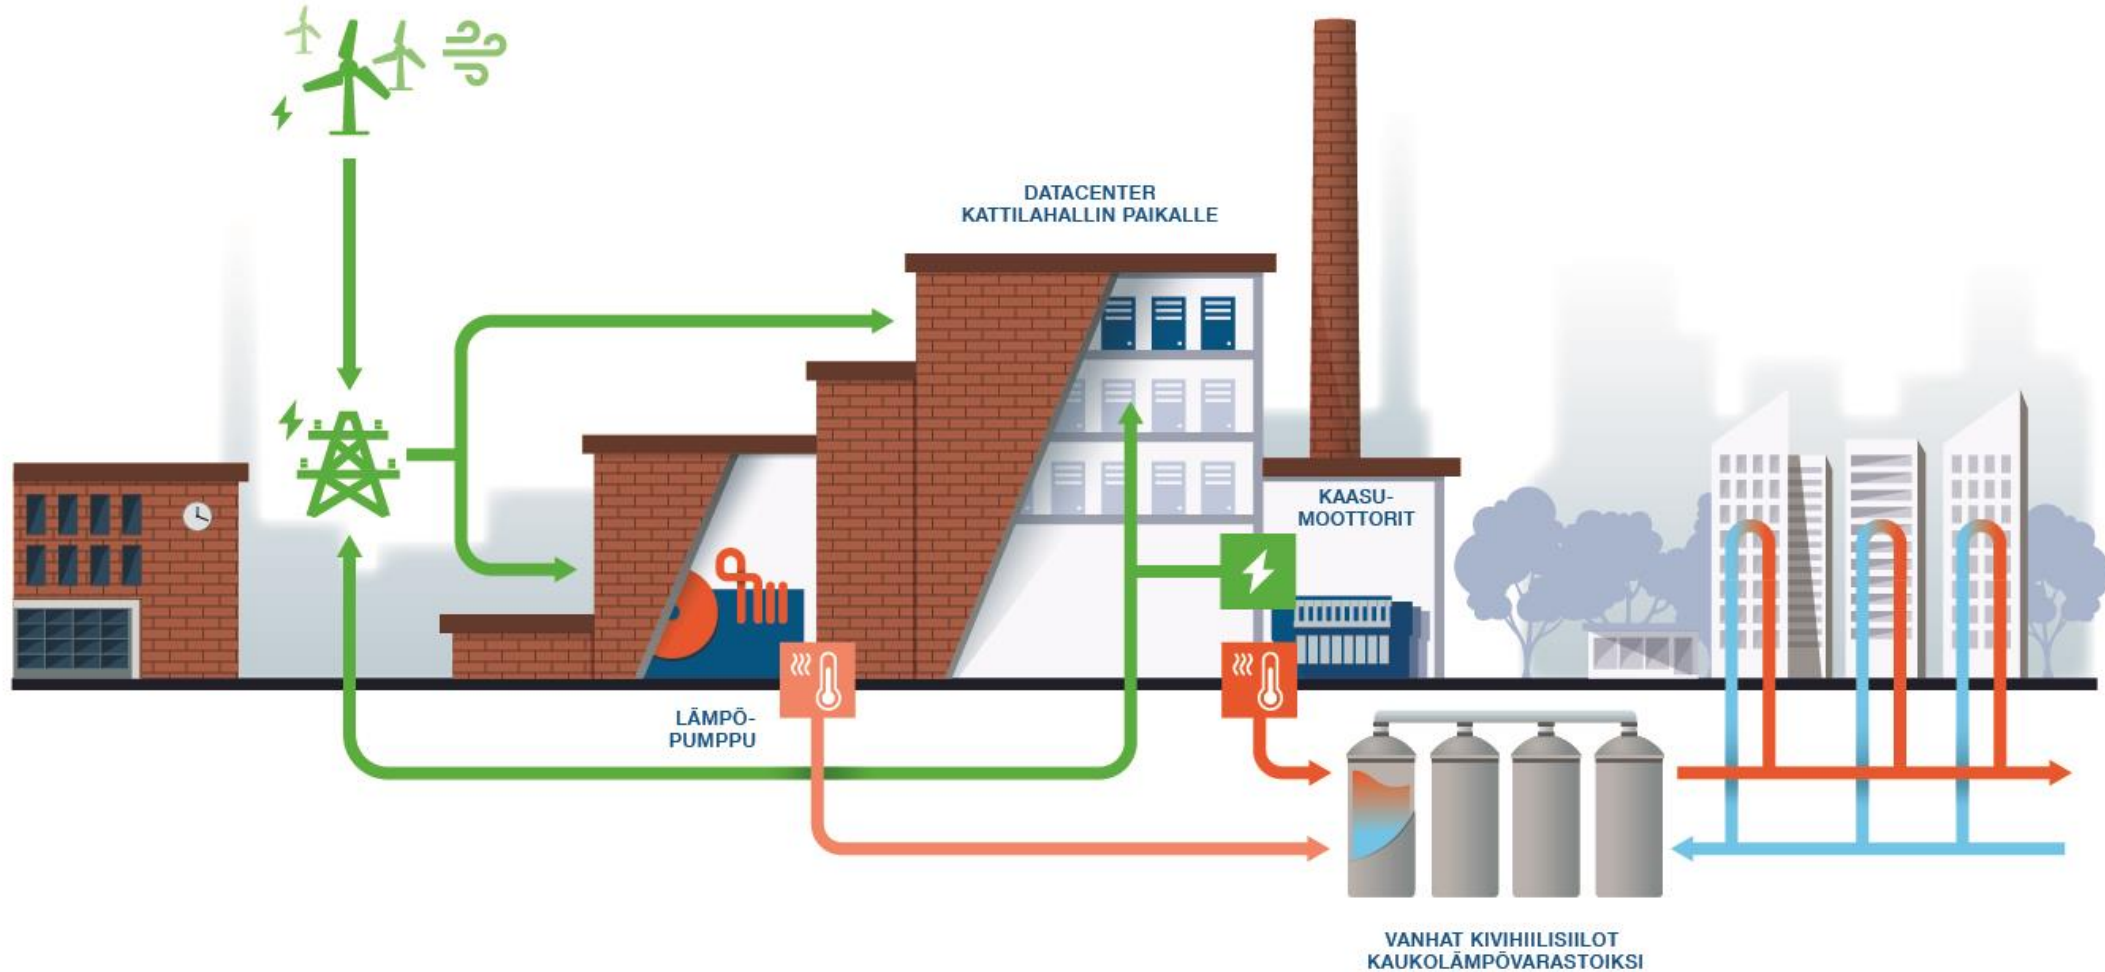 DATACENTER
KATTILAHALLIN PAIKALLE
KAASU-
MOOTTORIT
LÄMPÖ-
PUMPPU
VANHAT KIVIHIILISIILOT
KAUKOLÄMPÖVARASTOIKSI